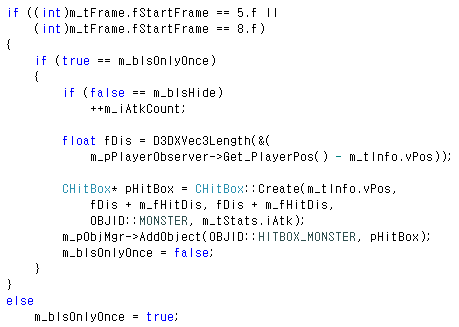 if ((int)m_tFrame.fStartFrame == 5.f ||
(int)m_tFrame.fStartFrame == 8.f)
{
if (true == m_bIsOnlyOnce)
{
if (false == m_bIsHide)
++m_iAtkCount;
float fDis = D3DXVec3Length(&(
m_pPlayerObserver->Get_PlayerPos() - m_tInfo.vPos));
CHitBox* pHitBox = CHitBox::Create(m_tInfo.vPos,
fDis + m_fHitDis, fDis + m_fHitDis,
OBJID::MONSTER, m_tStats.iAtk);
m_pObjMgr->AddObject(OBJID::HITBOX_MONSTER, pHitBox);
m_bIsOnlyOnce = false;
}
}
else
m_bIsOnlyOnce = true;